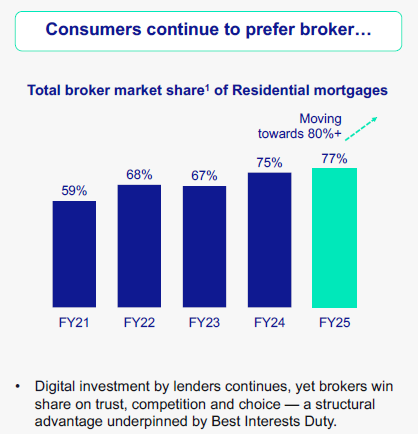 Consumers continue to prefer broker…
Total broker market share¹ of Residential mortgages
Moving
towards 80%+
59%
68%
67%
75%
77%
FY21
FY22
FY23
FY24
FY25
• Digital investment by lenders continues, yet brokers win
share on trust, competition and choice — a structural
advantage underpinned by Best Interests Duty.